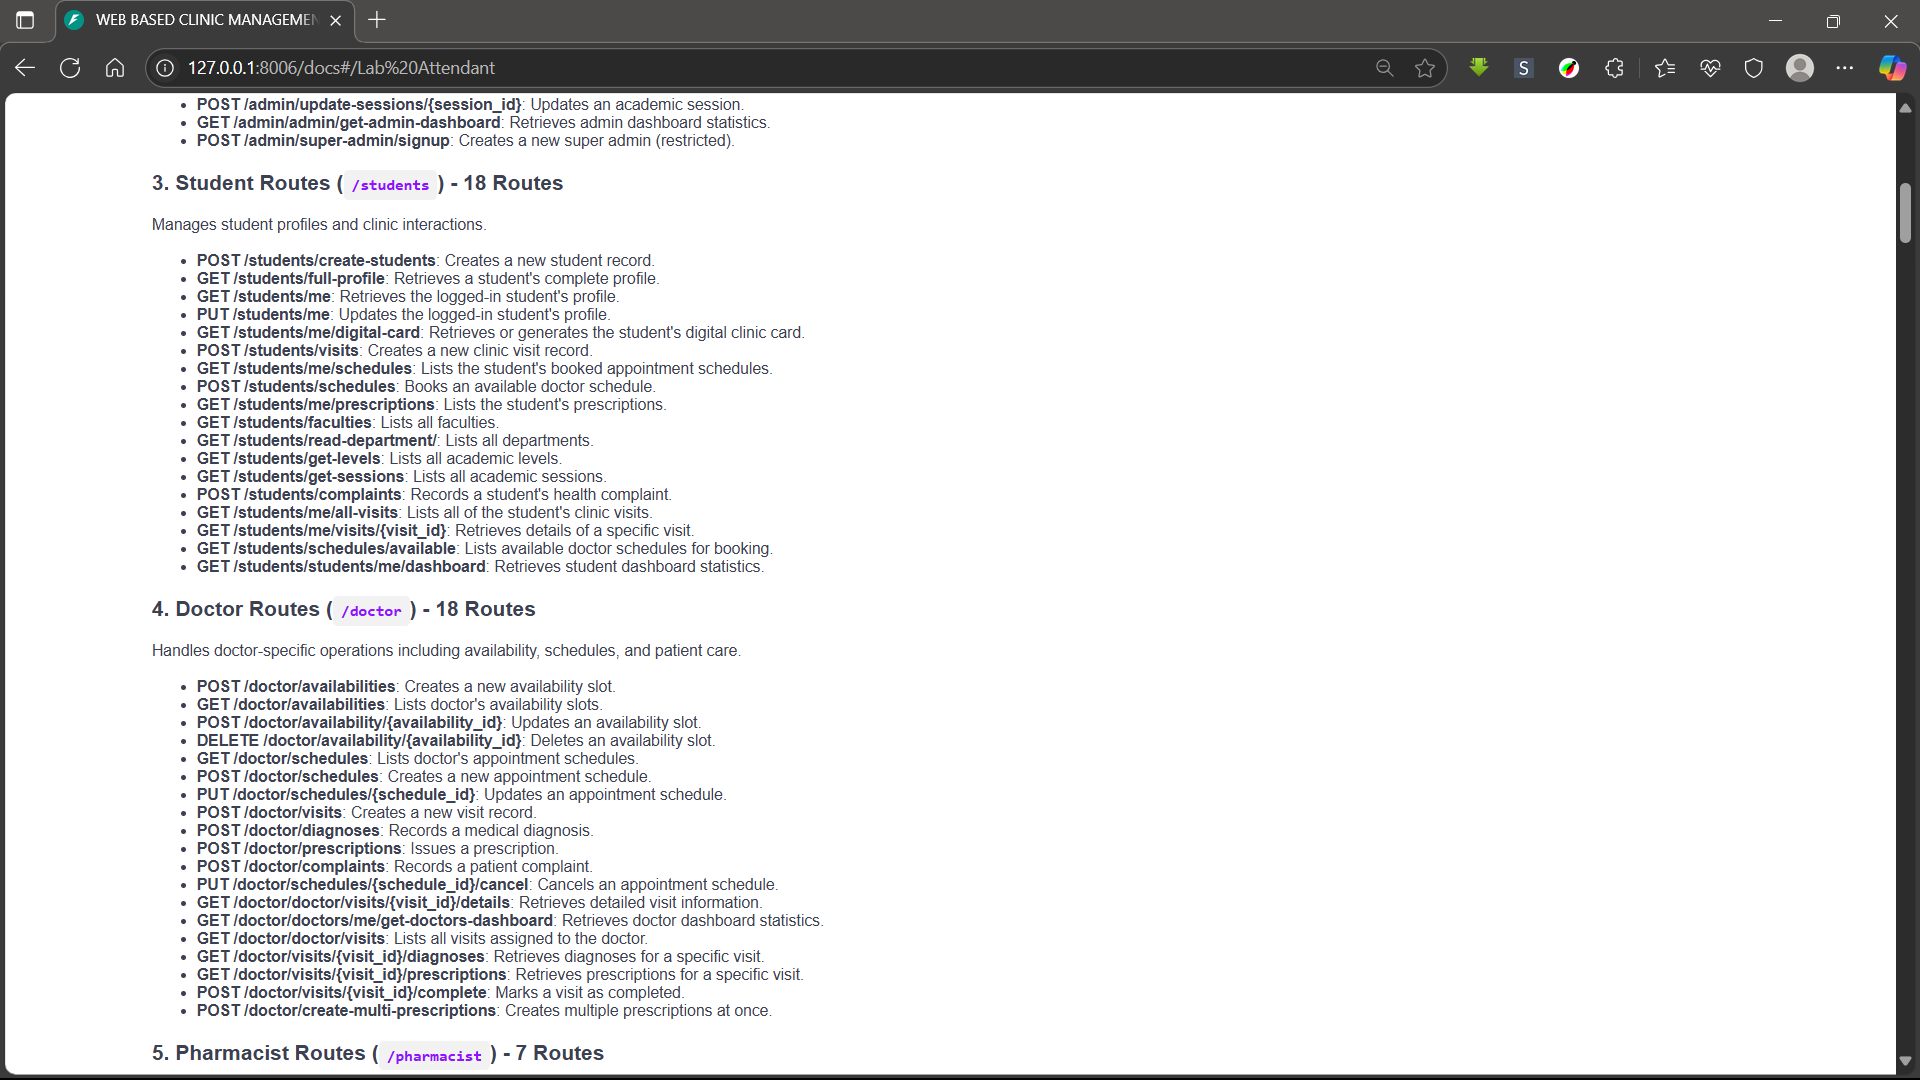 WEB BASED CLINIC MANAGEMEN
127.0.0.1:8006/docs#/Lab%20Attendant
S
POST /admin/update-sessions/{session_id}: Updates an academic session.
GET /admin/admin/get-admin-dashboard: Retrieves admin dashboard statistics.
POST /admin/super-admin/signup: Creates a new super admin (restricted).
3. Student Routes ( /students ) - 18 Routes
Manages student profiles and clinic interactions.
POST /students/create-students: Creates a new student record.
GET /students/full-profile: Retrieves a student's complete profile.
GET /students/me: Retrieves the logged-in student's profile.
PUT /students/me: Updates the logged-in student's profile.
GET /students/me/digital-card: Retrieves or generates the student's digital clinic card.
POST /students/visits: Creates a new clinic visit record.
GET /students/me/schedules: Lists the student's booked appointment schedules.
POST /students/schedules: Books an available doctor schedule.
GET /students/me/prescriptions: Lists the student's prescriptions.
GET /students/faculties: Lists all faculties.
GET /students/read-department/: Lists all departments.
GET /students/get-levels: Lists all academic levels.
GET /students/get-sessions: Lists all academic sessions.
POST /students/complaints: Records a student's health complaint.
GET /students/me/all-visits: Lists all of the student's clinic visits.
GET /students/me/visits/{visit_id}: Retrieves details of a specific visit.
GET /students/schedules/available: Lists available doctor schedules for booking.
GET /students/students/me/dashboard: Retrieves student dashboard statistics.
4. Doctor Routes ( /doctor ) - 18 Routes
Handles doctor-specific operations including availability, schedules, and patient care.
POST /doctor/availabilities: Creates a new availability slot.
GET /doctor/availabilities: Lists doctor's availability slots.
POST /doctor/availability/{availability_id}: Updates an availability slot.
DELETE /doctor/availability/{availability_id}: Deletes an availability slot.
GET /doctor/schedules: Lists doctor's appointment schedules.
POST /doctor/schedules: Creates a new appointment schedule.
PUT /doctor/schedules/{schedule_id}: Updates an appointment schedule.
POST /doctor/visits: Creates a new visit record.
POST /doctor/diagnoses: Records a medical diagnosis.
POST /doctor/prescriptions: Issues a prescription.
POST /doctor/complaints: Records a patient complaint.
PUT /doctor/schedules/{schedule_id}/cancel: Cancels an appointment schedule.
GET /doctor/doctor/visits/{visit_id}/details: Retrieves detailed visit information.
GET /doctor/doctors/me/get-doctors-dashboard: Retrieves doctor dashboard statistics.
GET /doctor/doctor/visits: Lists all visits assigned to the doctor.
GET /doctor/visits/{visit_id}/diagnoses: Retrieves diagnoses for a specific visit.
GET /doctor/visits/{visit_id}/prescriptions: Retrieves prescriptions for a specific visit.
POST /doctor/visits/{visit_id}/complete: Marks a visit as completed.
POST /doctor/create-multi-prescriptions: Creates multiple prescriptions at once.
5. Pharmacist Routes ( /pharmacist ) - 7 Routes